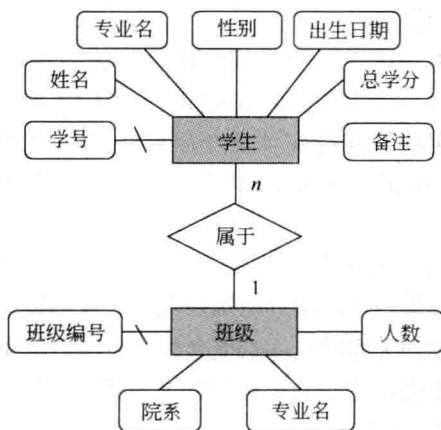 专业名
性别
出生日期
姓名
总学分
学号
学生
备注
n
属于
1
班级编号
班级
人数
院系
专业名